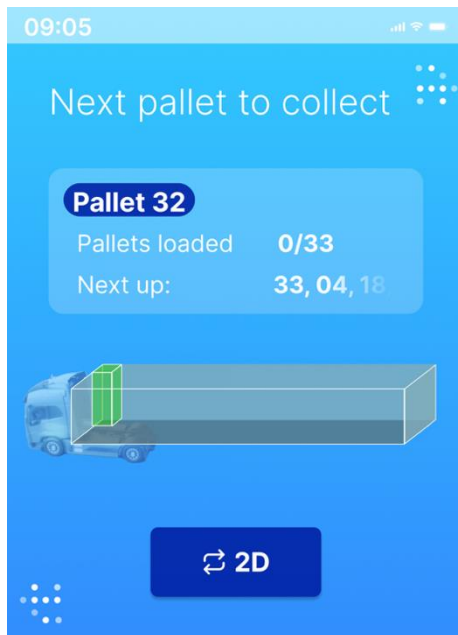 09:05
Next pallet to collect
Pallet 32
Pallets loaded 0/33
Next up: 33, 04, 18
2D